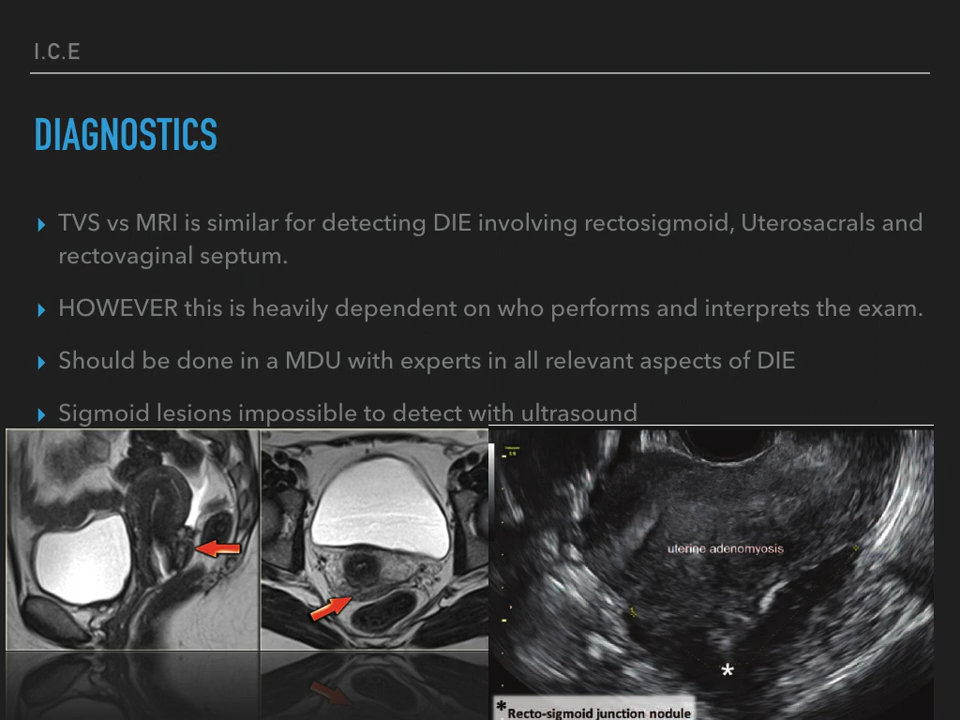 I.C.E
DIAGNOSTICS
TVS vs MRI is similar for detecting DIE involving rectosigmoid, Uterosacrals and
rectovaginal septum.
HOWEVER this is heavily dependent on who performs and interprets the exam.
Should be done in a MDU with experts in all relevant aspects of DIE
Sigmoid lesions impossible to detect with ultrasound
uterine adenomyosis
*
* Recto-sigmoid junction nodule